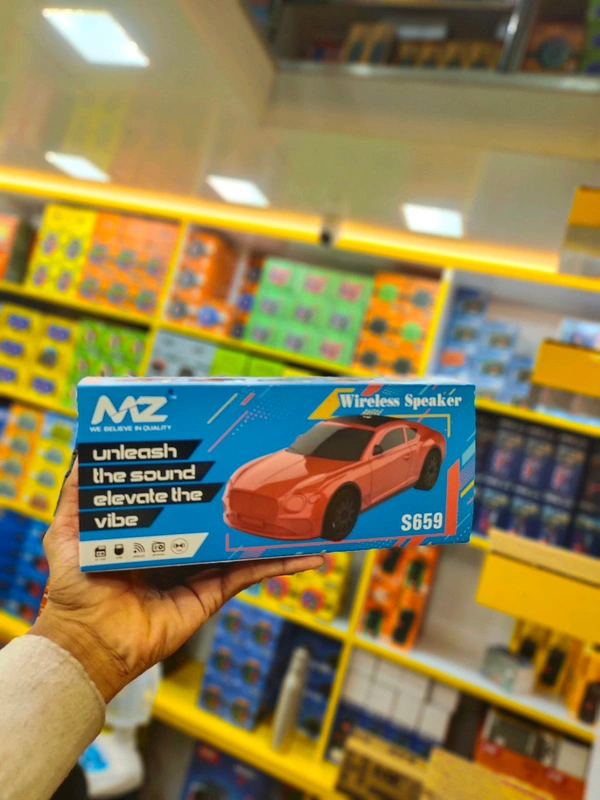 MZ
WE BELIEVE IN QUALITY
Wireless Speaker
unleash
the sound
elevate the
vibe
S659